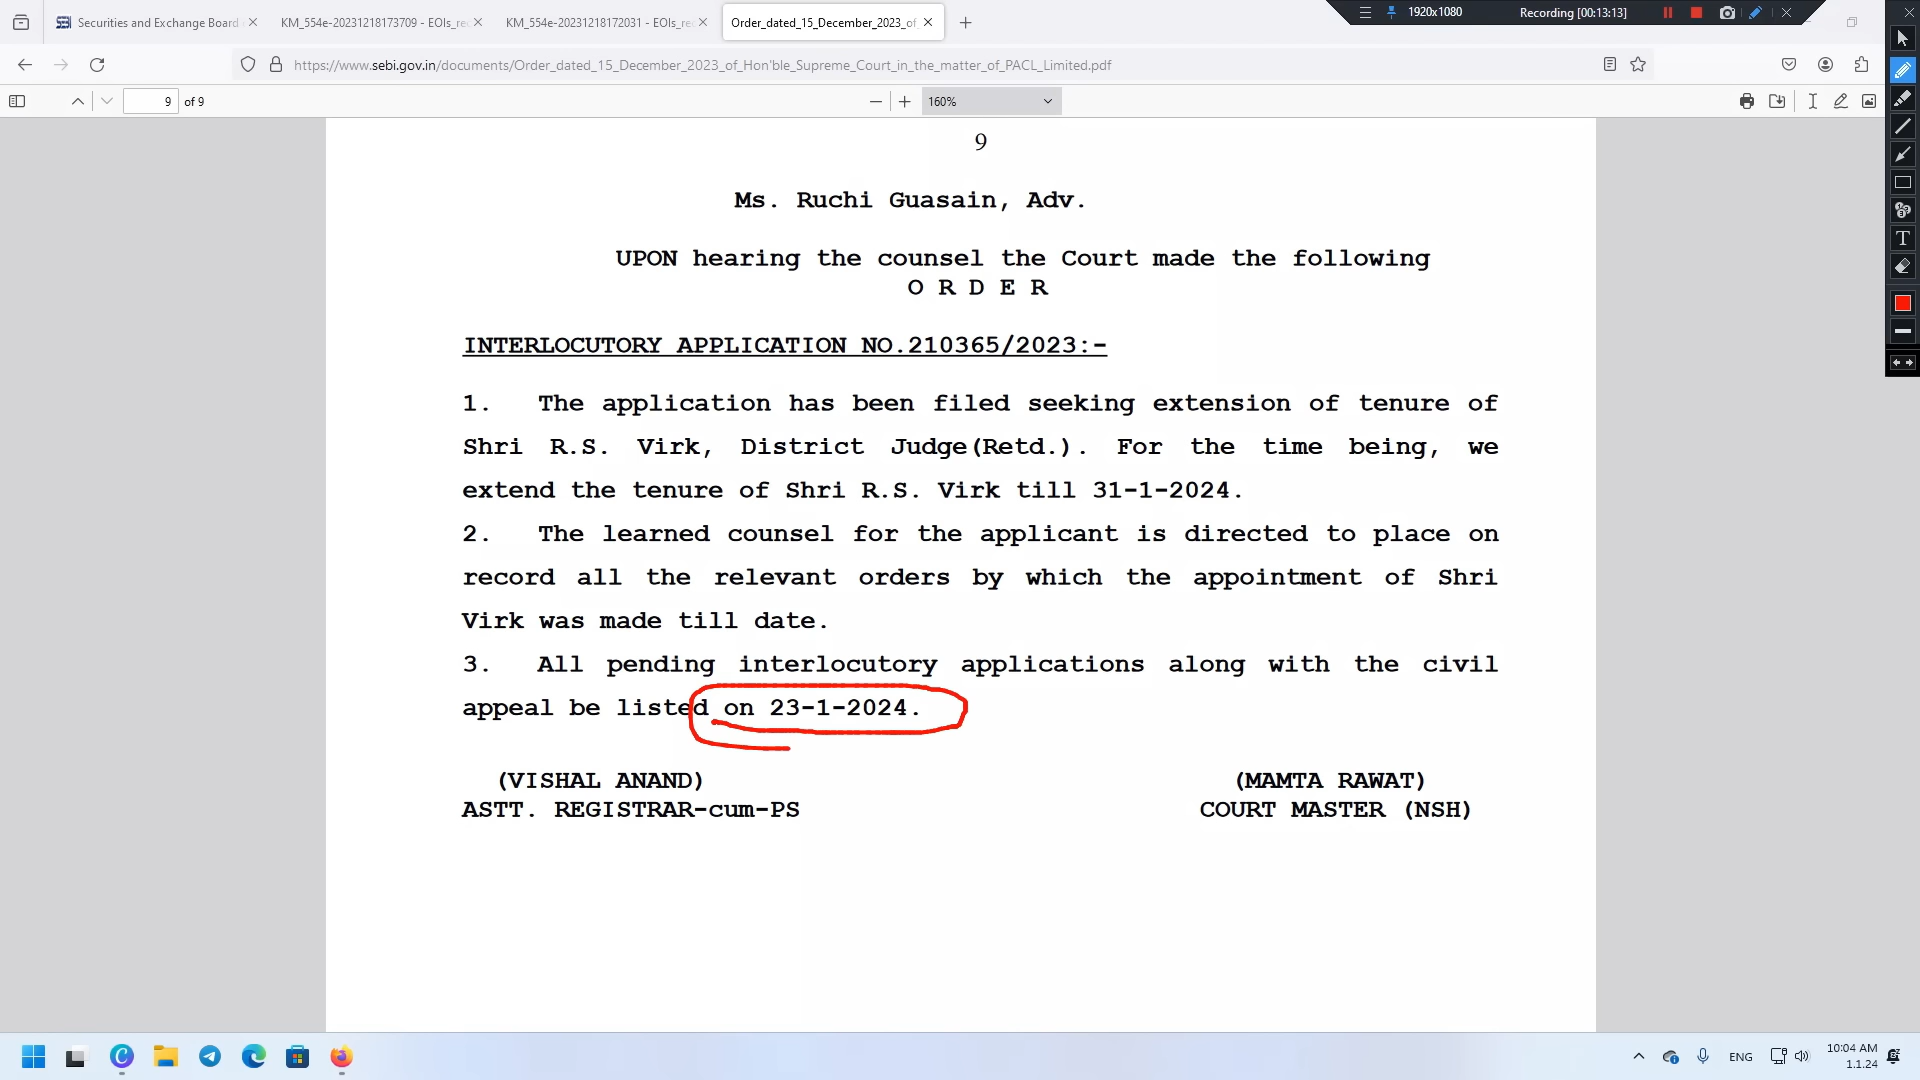 Securities and Exchange Board
KM_554e-20231218173709 - EOIs_re
KM_554e-20231218172031 - EOIs_re
Order_dated_15_December_2023_of
1920x1080
Recording [00:13:13]
https://www.sebi.gov.in/documents/Order_dated_15_December_2023_of_Hon'ble_Supreme_Court_in_the_matter_of_PACL_Limited.pdf
9 of 9
160%
9
Ms. Ruchi Guasain, Adv.
UPON hearing the counsel the Court made the following
O R D E R
INTERLOCUTORY APPLICATION NO.210365/2023:-
1. The application has been filed seeking extension of tenure of
Shri R.S. Virk, District Judge(Retd.). For the time being, we
extend the tenure of Shri R.S. Virk till 31-1-2024.
2. The learned counsel for the applicant is directed to place on
record all the relevant orders by which the appointment of Shri
Virk was made till date.
3. All pending interlocutory applications along with the civil
appeal be listed on 23-1-2024.
(VISHAL ANAND) (MAMTA RAWAT)
ASTT. REGISTRAR-cum-PS COURT MASTER (NSH)
ENG
10:04 AM
1.1.24